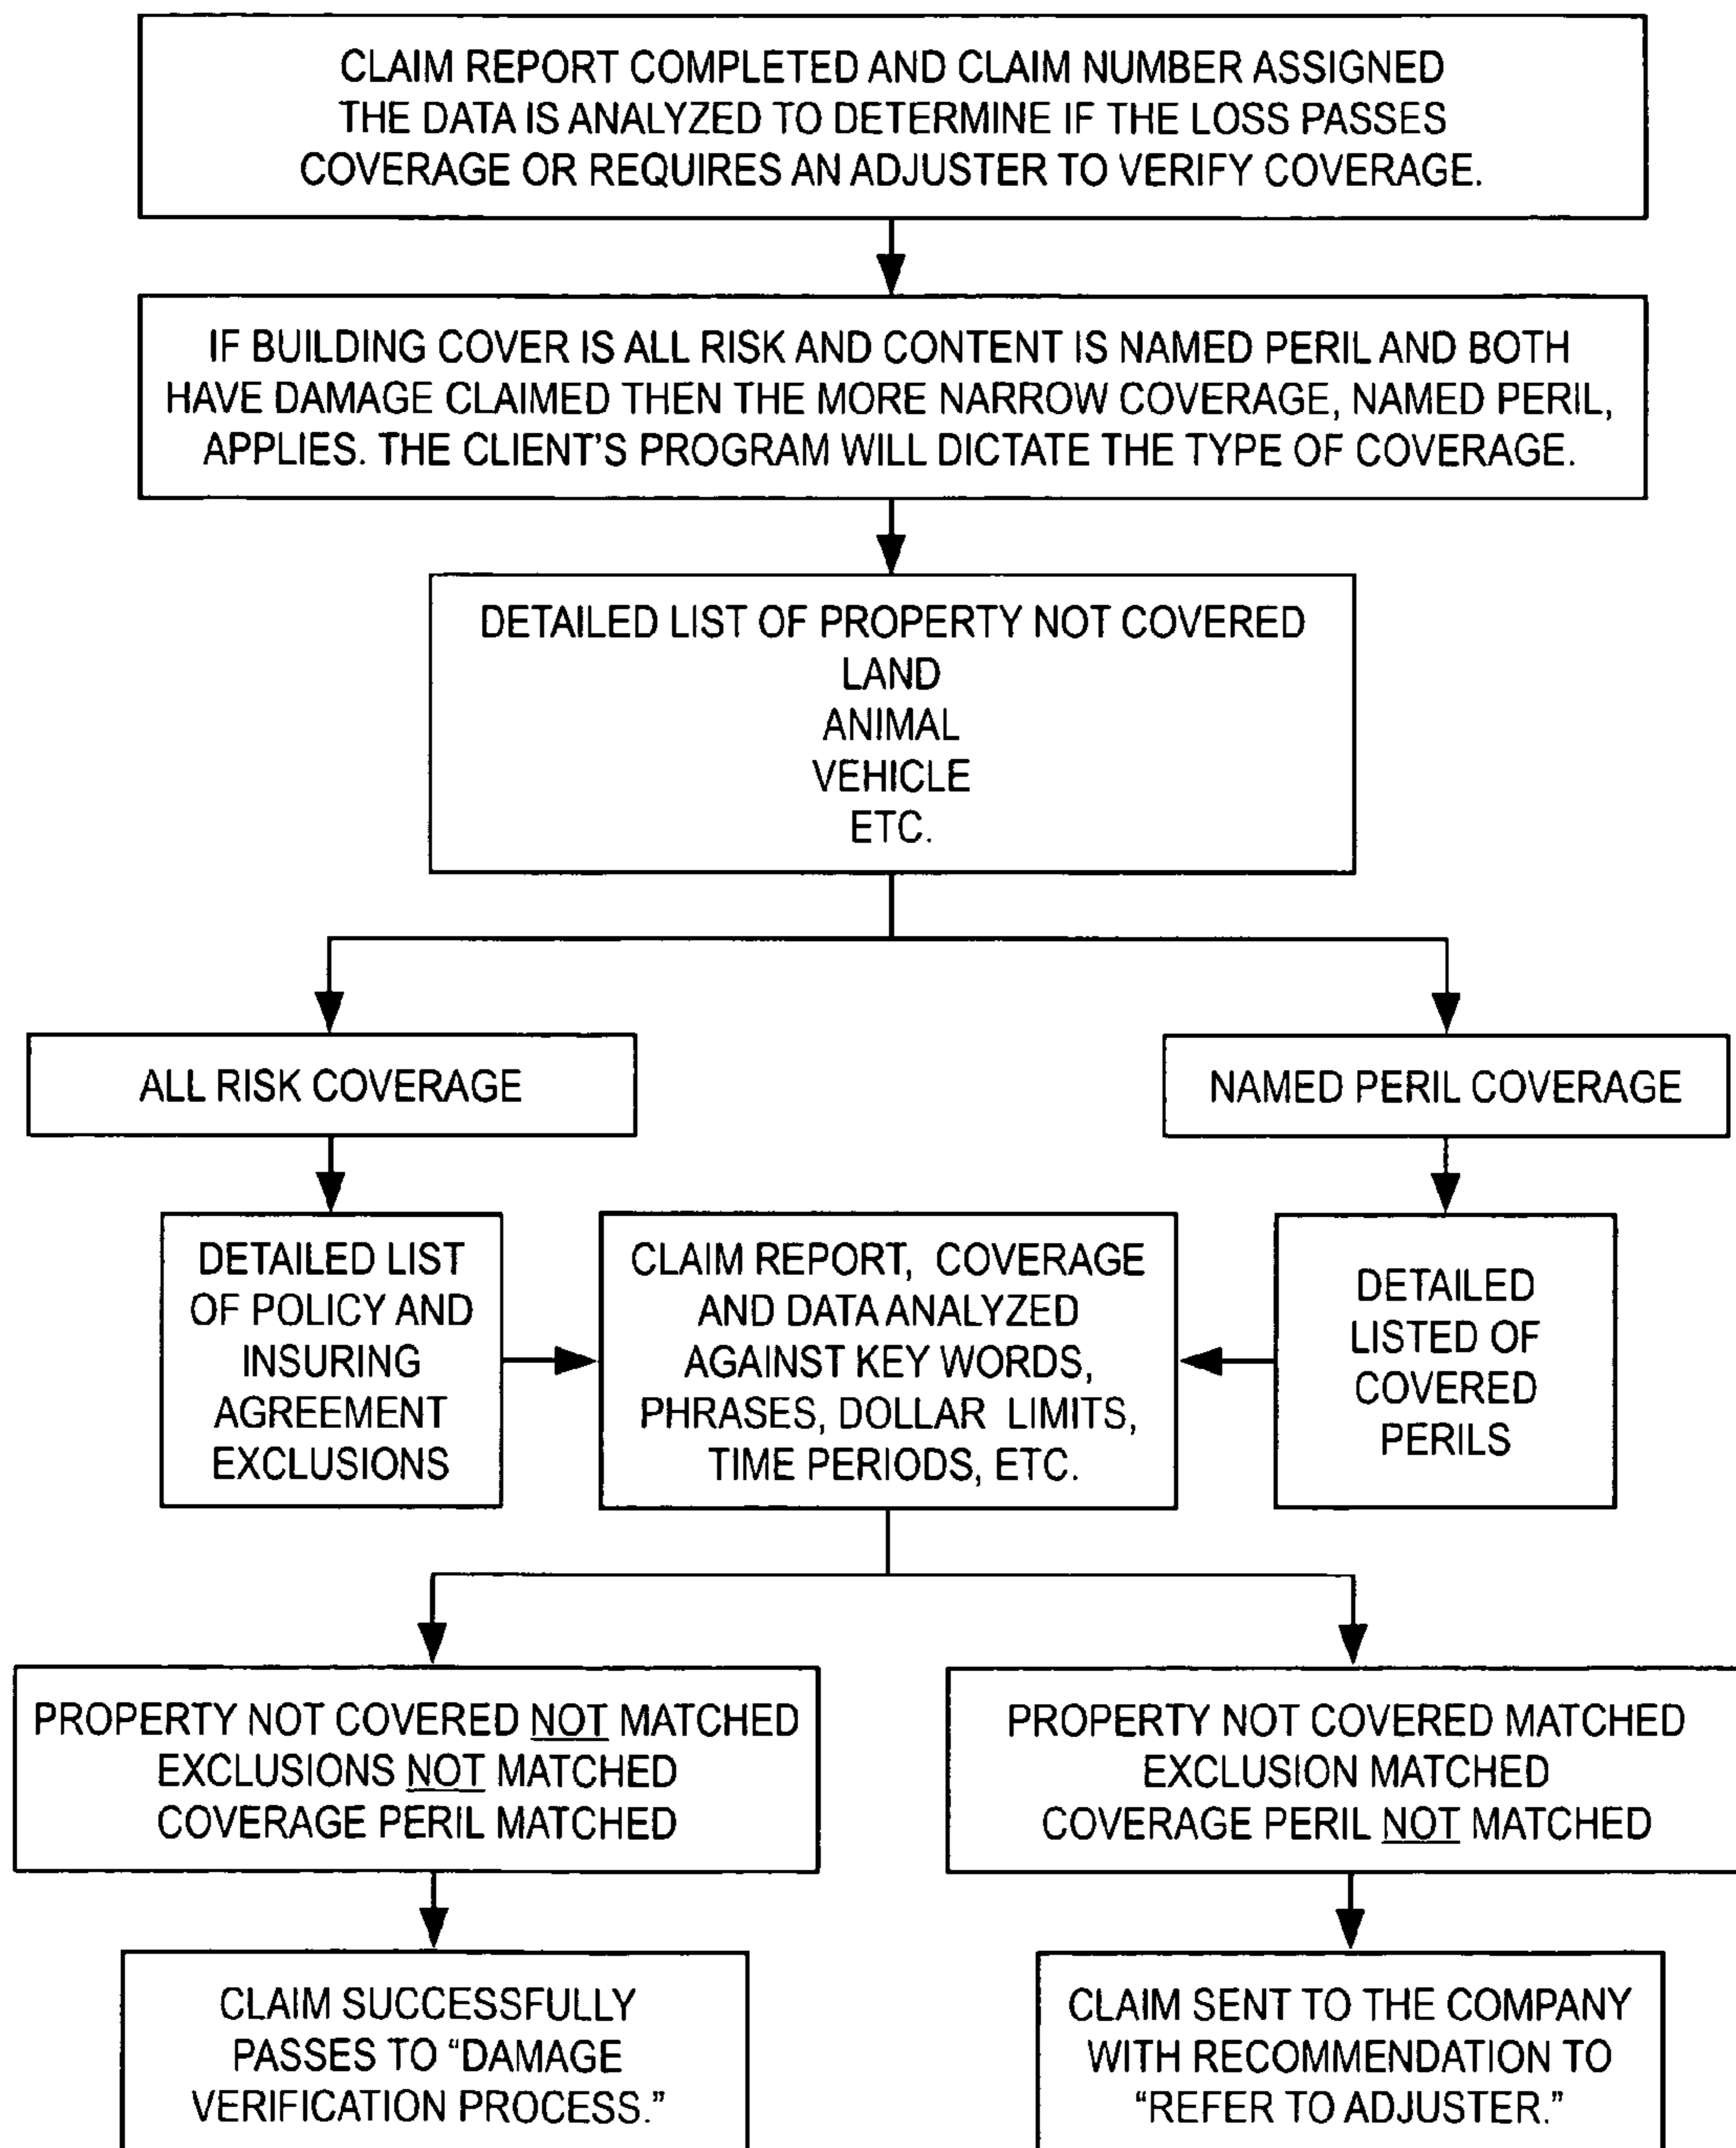 CLAIM REPORT COMPLETED AND CLAIM NUMBER ASSIGNED
THE DATA IS ANALYZED TO DETERMINE IF THE LOSS PASSES
COVERAGE OR REQUIRES AN ADJUSTER TO VERIFY COVERAGE.
IF BUILDING COVER IS ALL RISK AND CONTENT IS NAMED PERIL AND BOTH
HAVE DAMAGE CLAIMED THEN THE MORE NARROW COVERAGE, NAMED PERIL,
APPLIES. THE CLIENT'S PROGRAM WILL DICTATE THE TYPE OF COVERAGE.
DETAILED LIST OF PROPERTY NOT COVERED
LAND
ANIMAL
VEHICLE
ETC.
ALL RISK COVERAGE
NAMED PERIL COVERAGE
DETAILED LIST
OF POLICY AND
INSURING
AGREEMENT
EXCLUSIONS
CLAIM REPORT, COVERAGE
AND DATA ANALYZED
AGAINST KEY WORDS,
PHRASES, DOLLAR LIMITS,
TIME PERIODS, ETC.
DETAILED
LISTED OF
COVERED
PERILS
PROPERTY NOT COVERED NOT MATCHED
EXCLUSIONS NOT MATCHED
COVERAGE PERIL MATCHED
PROPERTY NOT COVERED MATCHED
EXCLUSION MATCHED
COVERAGE PERIL NOT MATCHED
CLAIM SUCCESSFULLY
PASSES TO “DAMAGE
VERIFICATION PROCESS.”
CLAIM SENT TO THE COMPANY
WITH RECOMMENDATION TO
“REFER TO ADJUSTER.”